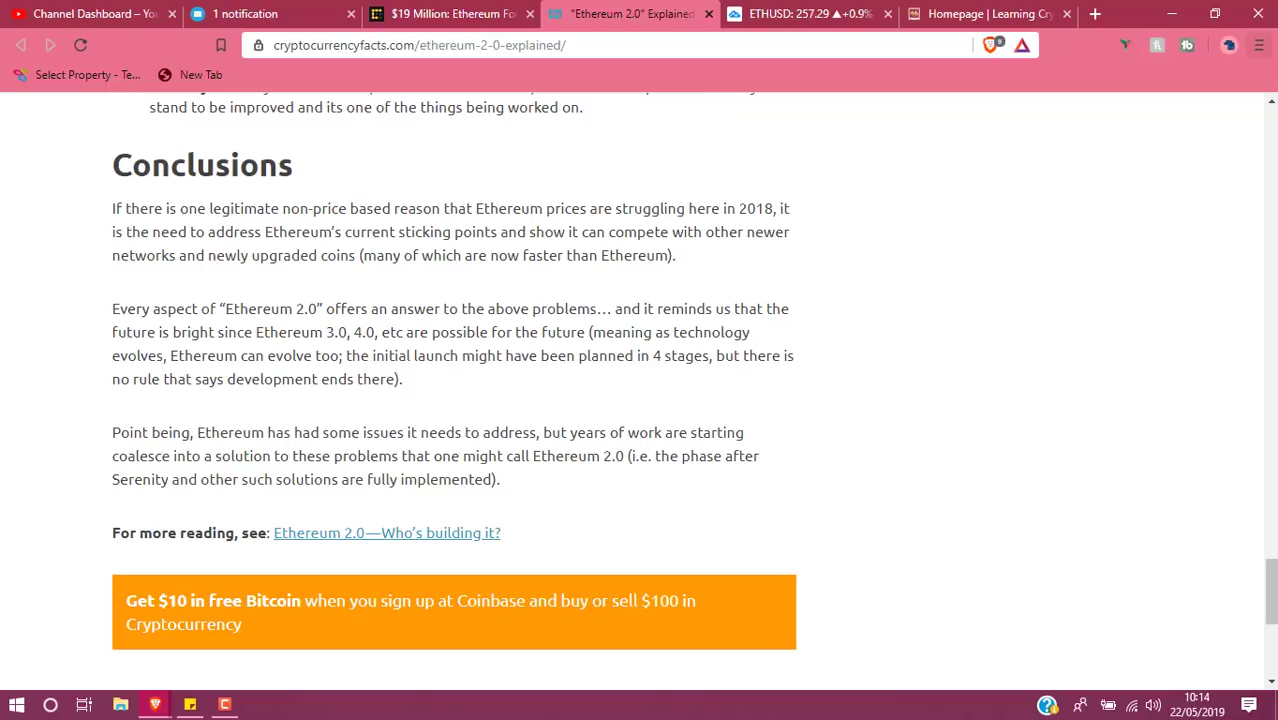 Channel Dashboard – You
1 notification
$19 Million: Ethereum Fo
"Ethereum 2.0" Explained
ETHUSD: 257.29 ▲+0.9%
Homepage | Learning Cry
cryptocurrencyfacts.com/ethereum-2-0-explained/
9
Select Property - Te...
New Tab
stand to be improved and its one of the things being worked on.
Conclusions
If there is one legitimate non-price based reason that Ethereum prices are struggling here in 2018, it
is the need to address Ethereum’s current sticking points and show it can compete with other newer
networks and newly upgraded coins (many of which are now faster than Ethereum).
Every aspect of “Ethereum 2.0” offers an answer to the above problems… and it reminds us that the
future is bright since Ethereum 3.0, 4.0, etc are possible for the future (meaning as technology
evolves, Ethereum can evolve too; the initial launch might have been planned in 4 stages, but there is
no rule that says development ends there).
Point being, Ethereum has had some issues it needs to address, but years of work are starting
coalesce into a solution to these problems that one might call Ethereum 2.0 (i.e. the phase after
Serenity and other such solutions are fully implemented).
For more reading, see: Ethereum 2.0—Who’s building it?
Get $10 in free Bitcoin when you sign up at Coinbase and buy or sell $100 in
Cryptocurrency
10:14
22/05/2019